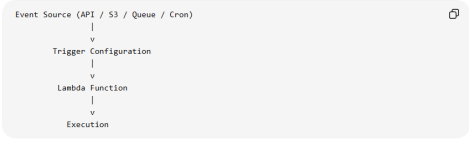 Event Source (API / S3 / Queue / Cron)
|
v
Trigger Configuration
|
v
Lambda Function
|
v
Execution